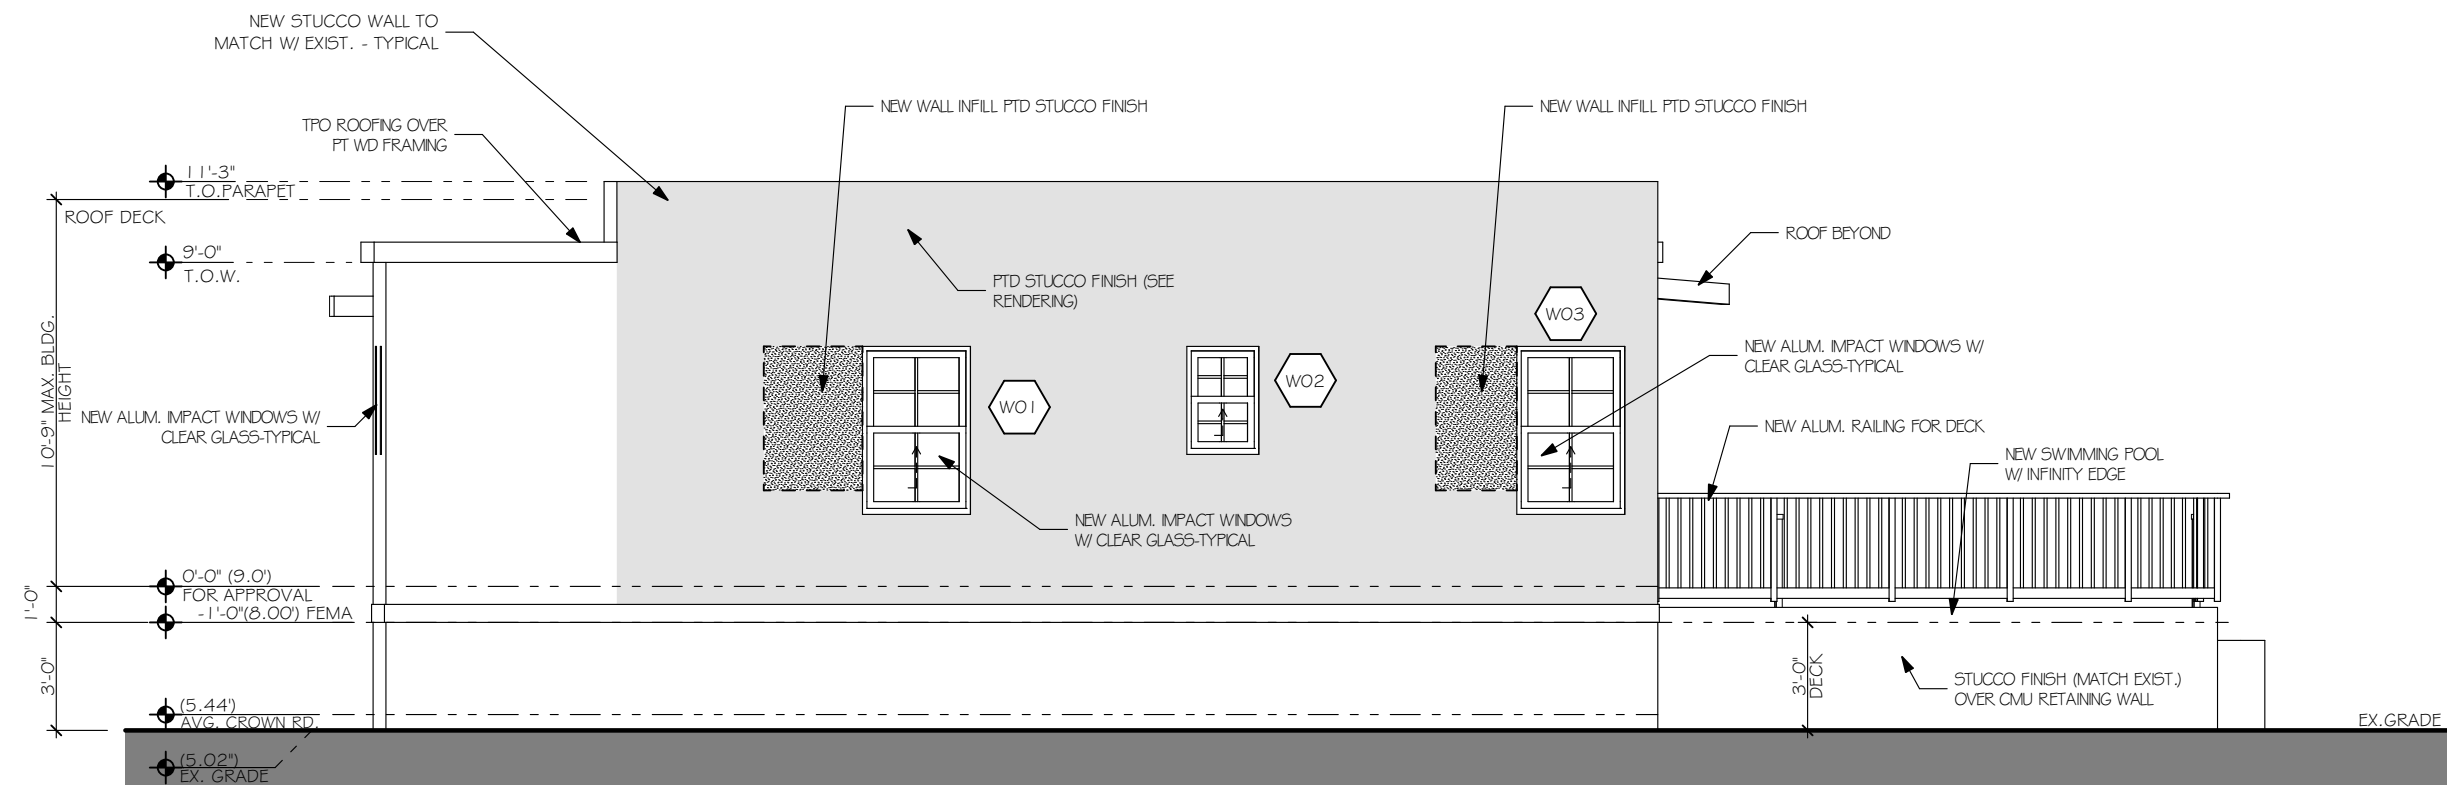 NEW STUCCO WALL TO
MATCH W/ EXIST. - TYPICAL
NEW WALL INFILL PTD STUCCO FINISH
NEW WALL INFILL PTD STUCCO FINISH
TPO ROOFING OVER
PT WD FRAMING
11'-3"
T.O.PARAPET
ROOF DECK
9'-0"
T.O.W.
ROOF BEYOND
PTD STUCCO FINISH (SEE
RENDERING)
W03
W02
W01
NEW ALUM. IMPACT WINDOWS W/
CLEAR GLASS-TYPICAL
10'-9" MAX. BLDG.
HEIGHT
NEW ALUM. IMPACT WINDOWS W/
CLEAR GLASS-TYPICAL
NEW ALUM. RAILING FOR DECK
NEW SWIMMING POOL
W/ INFINITY EDGE
NEW ALUM. IMPACT WINDOWS
W/ CLEAR GLASS-TYPICAL
0'-0" (9.0')
FOR APPROVAL
-1'-0"(8.00') FEMA
1'-0"
3'-0"
3'-0"
DECK
STUCCO FINISH (MATCH EXIST.)
OVER CMU RETAINING WALL
(5.44')
AVG. CROWN RD.
EX.GRADE
(5.02")
EX. GRADE